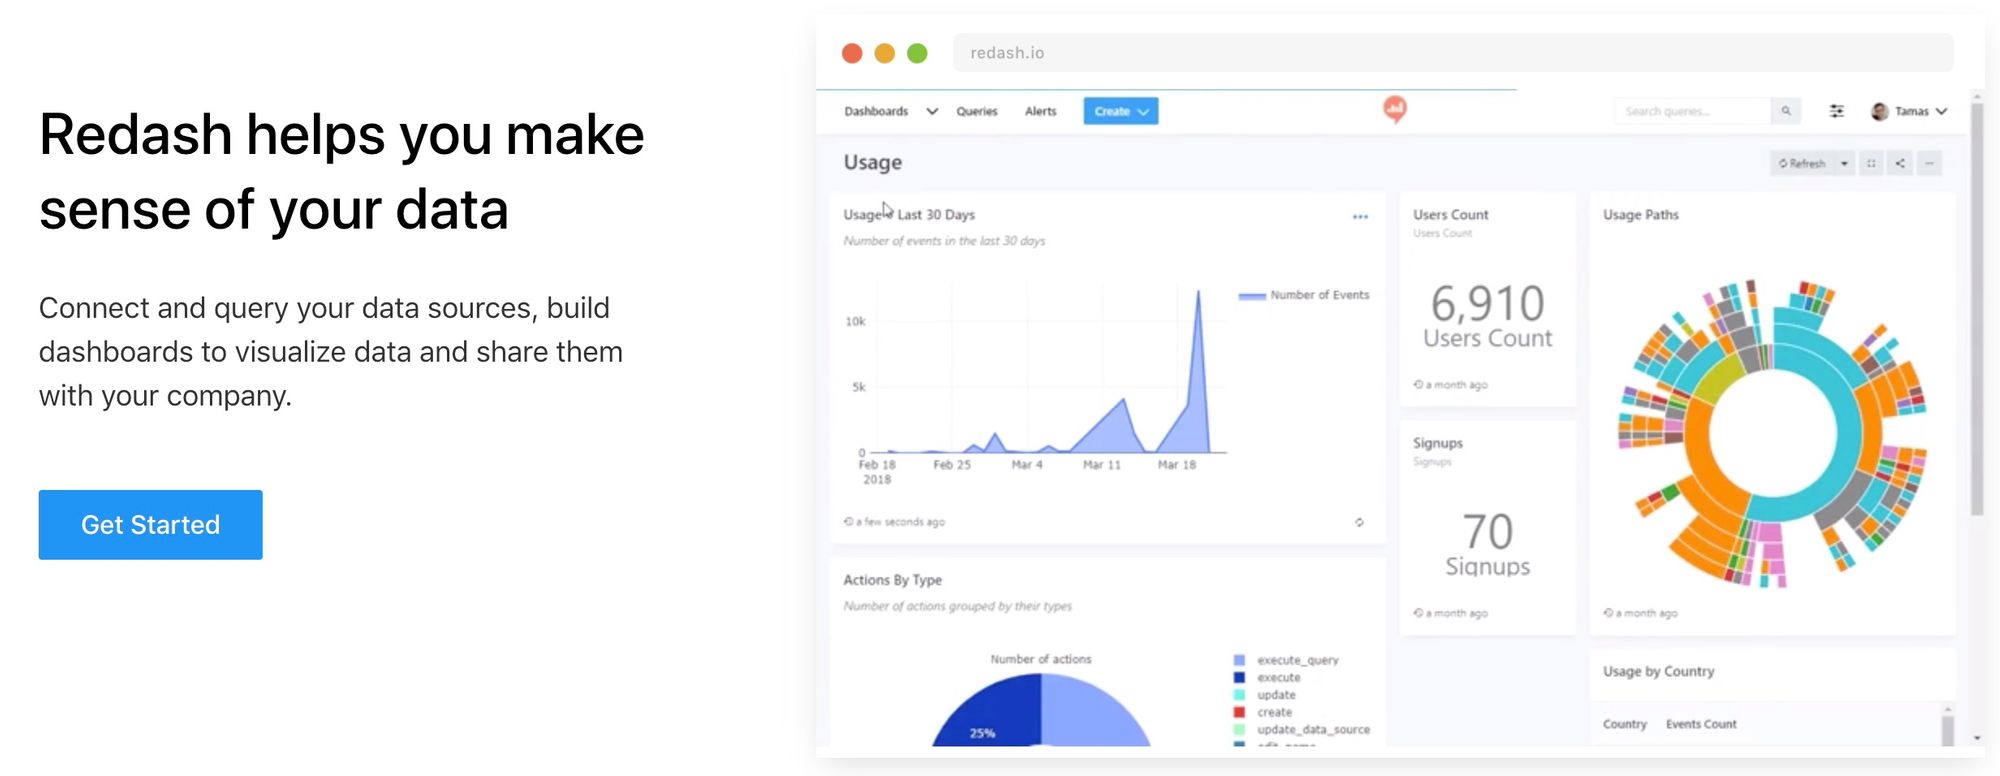 Redash helps you make
sense of your data
Connect and query your data sources, build
dashboards to visualize data and share them
with your company.
Get Started
redash.io
Dashboards Queries Alerts Create Search queries... Tamas
Usage
Refresh
Usage Last 30 Days
Number of events in the last 30 days
Number of Events
10k
5k
0
Feb 18 Feb 25 Mar 4 Mar 11 Mar 18
2018
a few seconds ago
Users Count
Users Count
6,910
Users Count
a month ago
Signups
Signups
70
Signups
a month ago
Usage Paths
a month ago
Actions By Type
Number of actions grouped by their types
Number of actions
25%
execute_query
execute
update
create
update_data_source
Usage by Country
Country Events Count